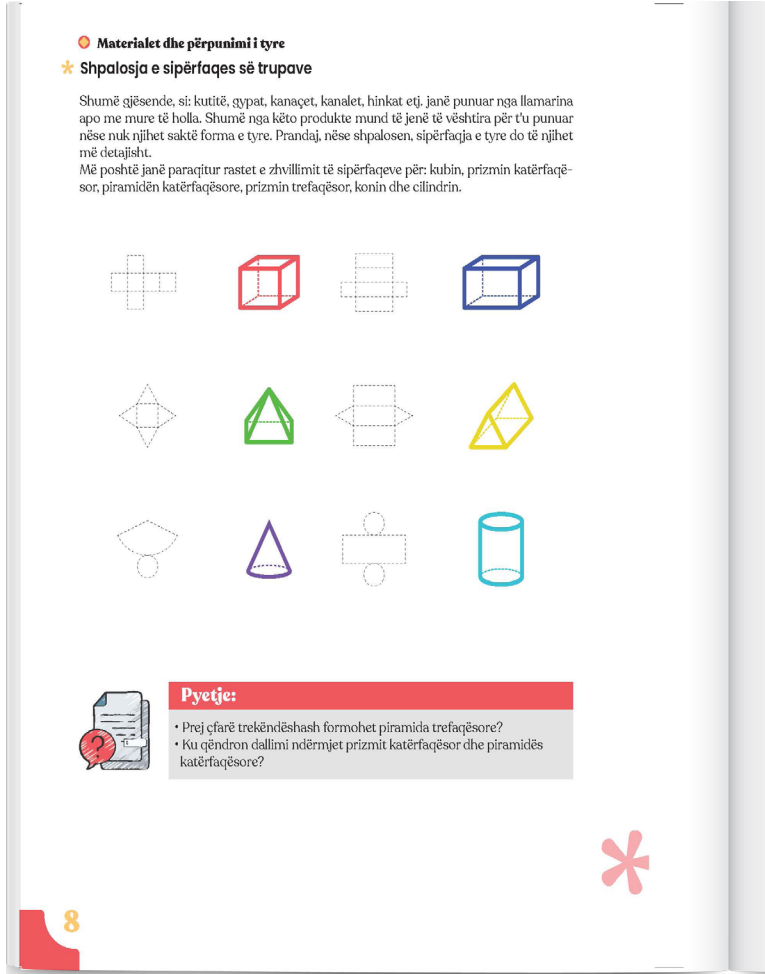 Materialet dhe përpunimi i tyre
Shpalosja e sipërfaqes së trupave
Shumë gjësende, si: kutitë, gypat, kanaçet, kanalet, hinkat etj. janë punuar nga llamarina
apo me mure të holla. Shumë nga këto produkte mund të jenë të vështira për t'u punuar
nëse nuk njihet saktë forma e tyre. Prandaj, nëse shpalosen, sipërfaqja e tyre do të njihet
më detajisht.
Më poshtë janë paraqitur rastet e zhvillimit të sipërfaqeve për: kubin, prizmin katërfaqë-
sor, piramidën katërfaqësore, prizmin trefaqësor, konin dhe cilindrin.
Pyetje:
• Prej çfarë trekëndëshash formohet piramida trefaqësore?
• Ku qëndron dallimi ndërmjet prizmit katërfaqësor dhe piramidës
katërfaqësore?
8